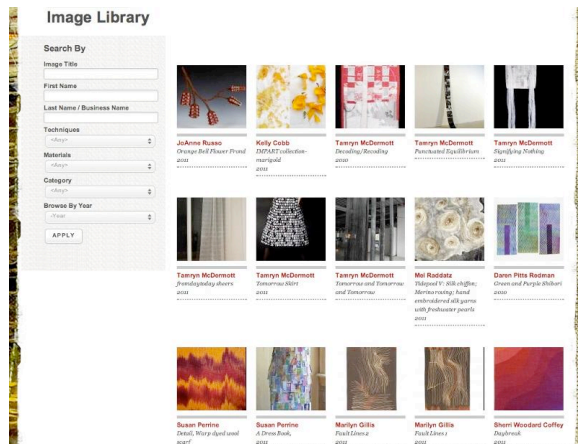 Image Library
Search By
Image Title
First Name
Last Name / Business Name
Techniques
<Any>
Materials
<Any>
Category
<Any>
Browse By Year
-Year
APPLY
JoAnne Russo
Orange Bell Flower Frond
2011
Kelly Cobb
IMPART collection-
marigold
2011
Tamryn McDermott
Decoding/Recoding
2010
Tamryn McDermott
Punctuated Equilibrium
Tamryn McDermott
Signifying Nothing
2011
Tamryn McDermott
fromdaytoday sheers
2011
Tamryn McDermott
Tomorrow Skirt
2011
Tamryn McDermott
Tomorrow and Tomorrow
and Tomorrow
Mel Raddatz
Tidepool V: Silk chiffon;
Merino roving; hand
embroidered silk yarns
with freshwater pearls
2011
Daren Pitts Redman
Green and Purple Shibori
2010
Susan Perrine
Detail, Warp dyed wool
scarf
Susan Perrine
A Dress Book,
2011
Marilyn Gillis
Fault Lines 2
2011
Marilyn Gillis
Fault Lines 1
2011
Sherri Woodard Coffey
Daybreak
2011